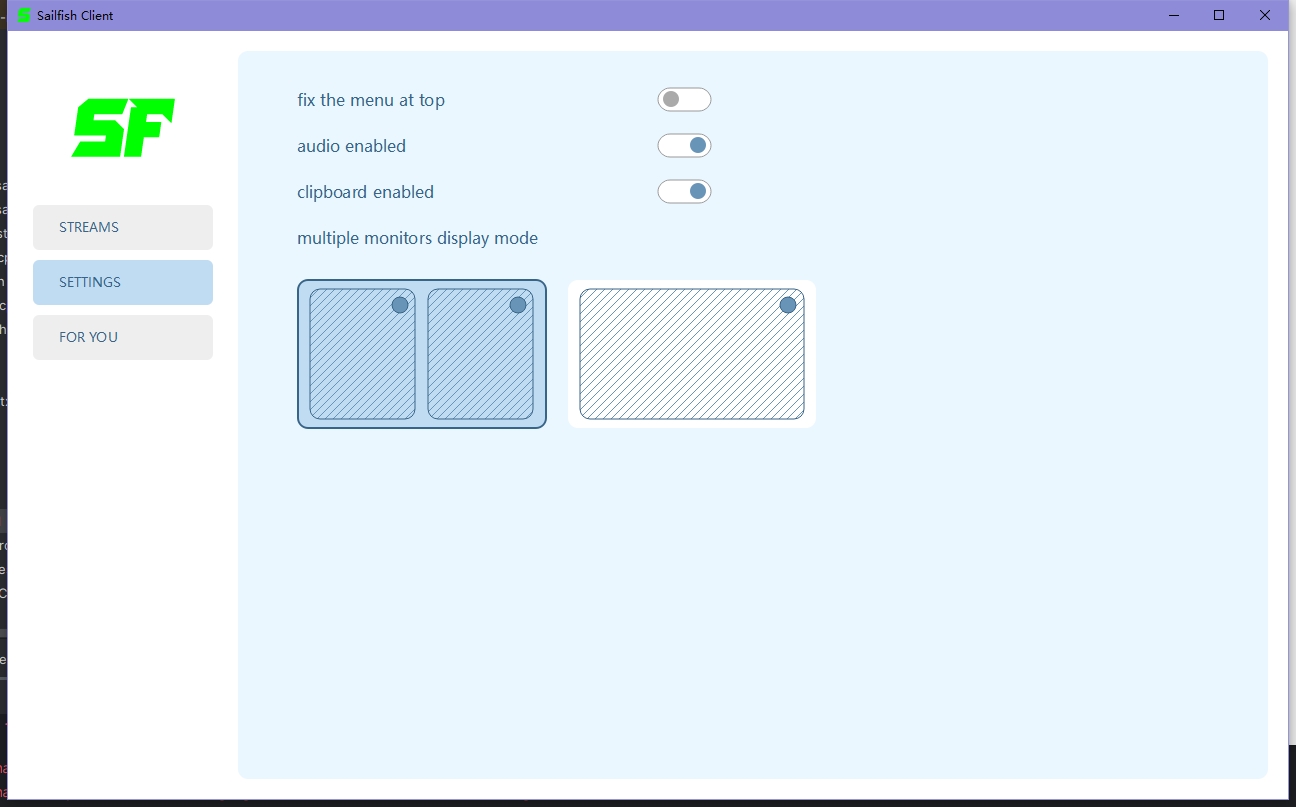 Sailfish Client
SF
STREAMS
SETTINGS
FOR YOU
fix the menu at top
audio enabled
clipboard enabled
multiple monitors display mode